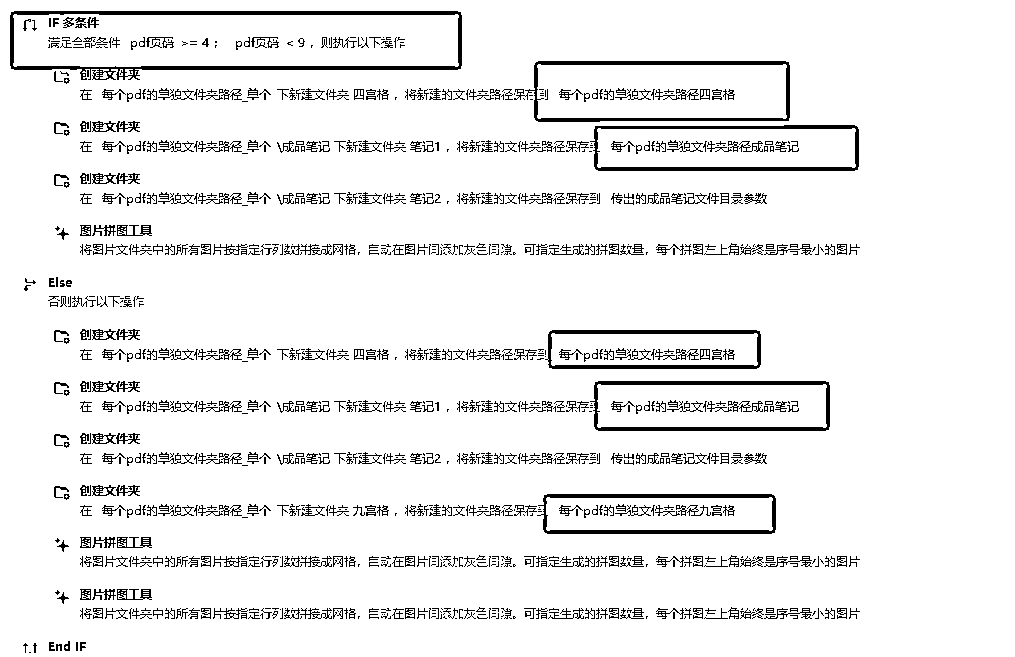 IF 多条件
满足全部条件 pdf页码 >= 4 ; pdf页码 < 9 ，则执行以下操作
创建文件夹
在 每个pdf的单独文件夹路径_单个 下新建文件夹 四宫格 ，将新建的文件夹路径保存到 每个pdf的单独文件夹路径四宫格
创建文件夹
在 每个pdf的单独文件夹路径_单个 \成品笔记 下新建文件夹 笔记1 ，将新建的文件夹路径保存到 每个pdf的单独文件夹路径成品笔记
创建文件夹
在 每个pdf的单独文件夹路径_单个 \成品笔记 下新建文件夹 笔记2 ，将新建的文件夹路径保存到 传出的成品笔记文件目录参数
图片拼图工具
将图片文件夹中的所有图片按指定行列数拼接成网格，自动在图片间添加灰色间隙。可指定生成的拼图数量，每个拼图左上角始终是序号最小的图片
Else
否则执行以下操作
创建文件夹
在 每个pdf的单独文件夹路径_单个 下新建文件夹 四宫格 ，将新建的文件夹路径保存到 每个pdf的单独文件夹路径四宫格
创建文件夹
在 每个pdf的单独文件夹路径_单个 \成品笔记 下新建文件夹 笔记1 ，将新建的文件夹路径保存到 每个pdf的单独文件夹路径成品笔记
创建文件夹
在 每个pdf的单独文件夹路径_单个 \成品笔记 下新建文件夹 笔记2 ，将新建的文件夹路径保存到 传出的成品笔记文件目录参数
创建文件夹
在 每个pdf的单独文件夹路径_单个 下新建文件夹 九宫格 ，将新建的文件夹路径保存到 每个pdf的单独文件夹路径九宫格
图片拼图工具
将图片文件夹中的所有图片按指定行列数拼接成网格，自动在图片间添加灰色间隙。可指定生成的拼图数量，每个拼图左上角始终是序号最小的图片
图片拼图工具
将图片文件夹中的所有图片按指定行列数拼接成网格，自动在图片间添加灰色间隙。可指定生成的拼图数量，每个拼图左上角始终是序号最小的图片
End IF